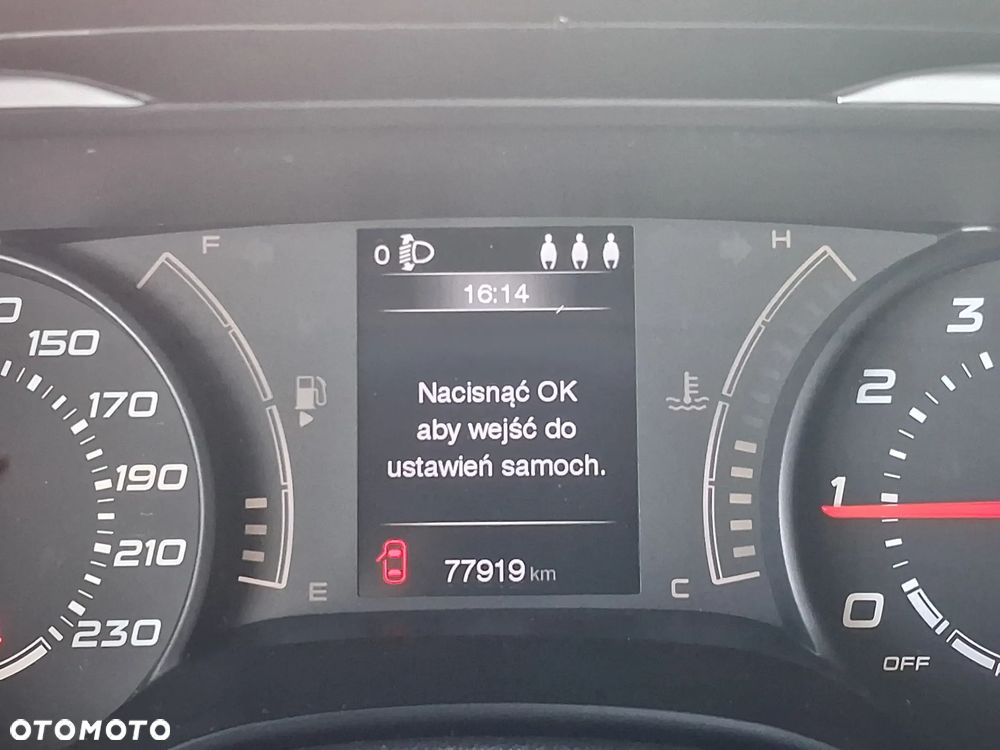 F
H
0
16:14
Nacisnąć OK
aby wejść do
ustawień samoch.
77919 km
E
C
150
170
190
210
230
3
2
1
0
OFF
OTOMOTO